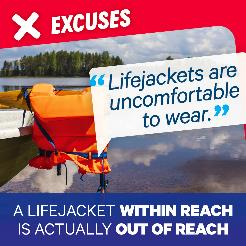 EXCUSES
“Lifejackets are
uncomfortable
to wear.”
A LIFEJACKET WITHIN REACH
IS ACTUALLY OUT OF REACH